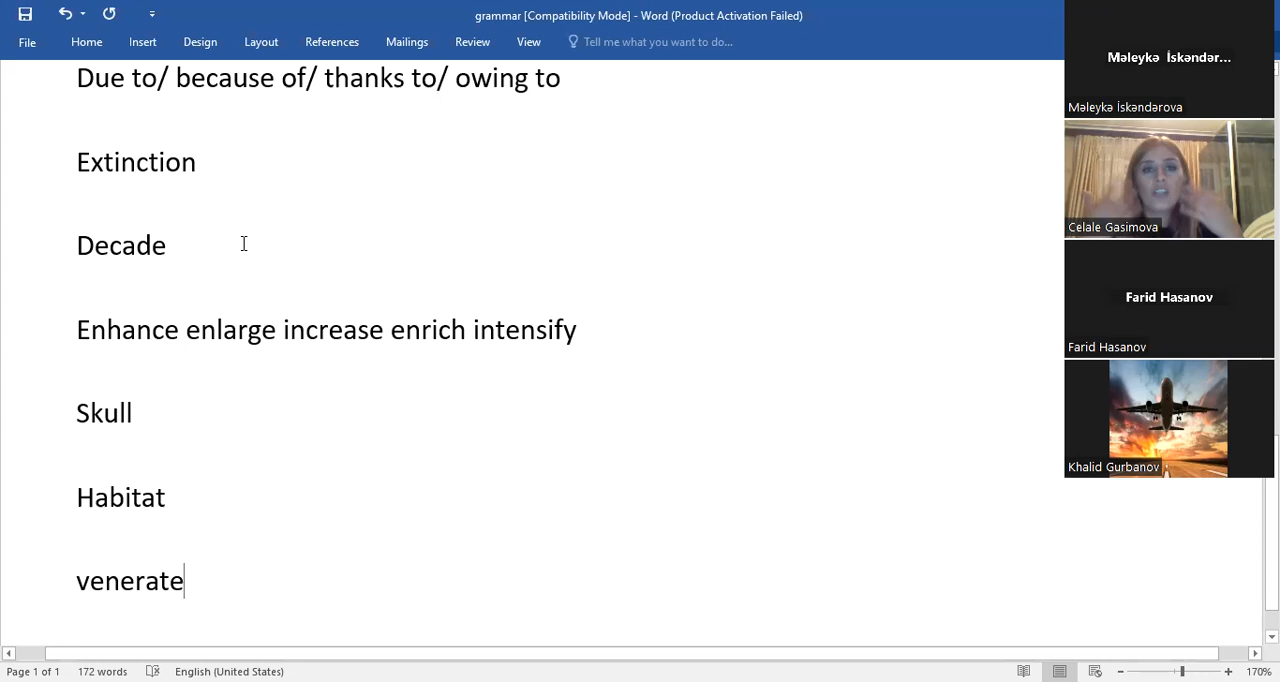 grammar [Compatibility Mode] - Word (Product Activation Failed)
File Home Insert Design Layout References Mailings Review View Tell me what you want to do...
Due to/ because of/ thanks to/ owing to
Extinction
Decade
Enhance enlarge increase enrich intensify
Skull
Habitat
venerate
Məleykə İskəndər...
Məleykə İskəndərova
Celale Gasimova
Farid Hasanov
Farid Hasanov
Khalid Gurbanov
Page 1 of 1 172 words English (United States) 170%